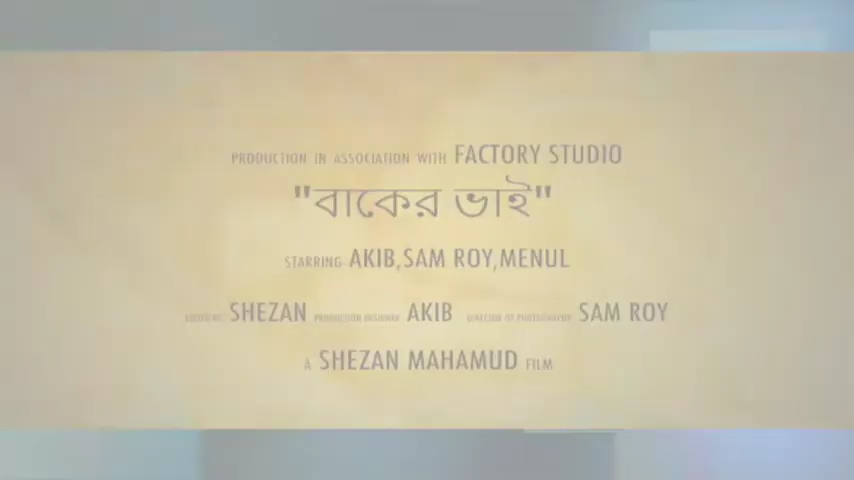 PRODUCTION IN ASSOCIATION WITH FACTORY STUDIO
"বাকের ভাই"
STARRING AKIB,SAM ROY,MENUL
SHEZAN PRODUCTION DESIGNER AKIB DIRECTOR OF PHOTOGRAPHY SAM ROY
A SHEZAN MAHAMUD FILM